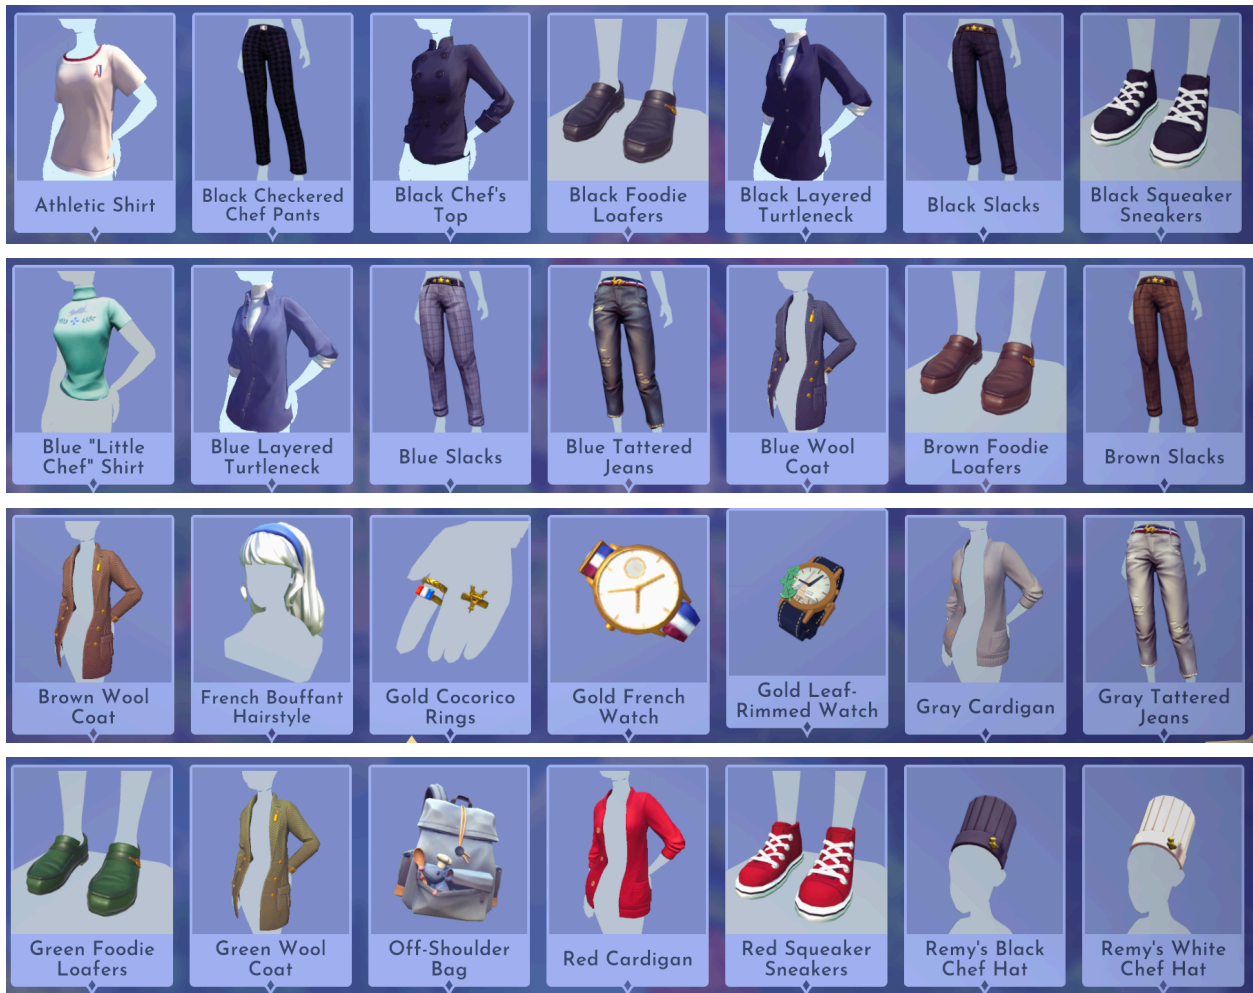 Athletic Shirt
Black Checkered
Chef Pants
Black Chef's
Top
Black Foodie
Loafers
Black Layered
Turtleneck
Black Slacks
Black Squeaker
Sneakers
Blue "Little
Chef" Shirt
Blue Layered
Turtleneck
Blue Slacks
Blue Tattered
Jeans
Blue Wool
Coat
Brown Foodie
Loafers
Brown Slacks
Brown Wool
Coat
French Bouffant
Hairstyle
Gold Cocorico
Rings
Gold French
Watch
Gold Leaf-
Rimmed Watch
Gray Cardigan
Gray Tattered
Jeans
Green Foodie
Loafers
Green Wool
Coat
Off-Shoulder
Bag
Red Cardigan
Red Squeaker
Sneakers
Remy's Black
Chef Hat
Remy's White
Chef Hat